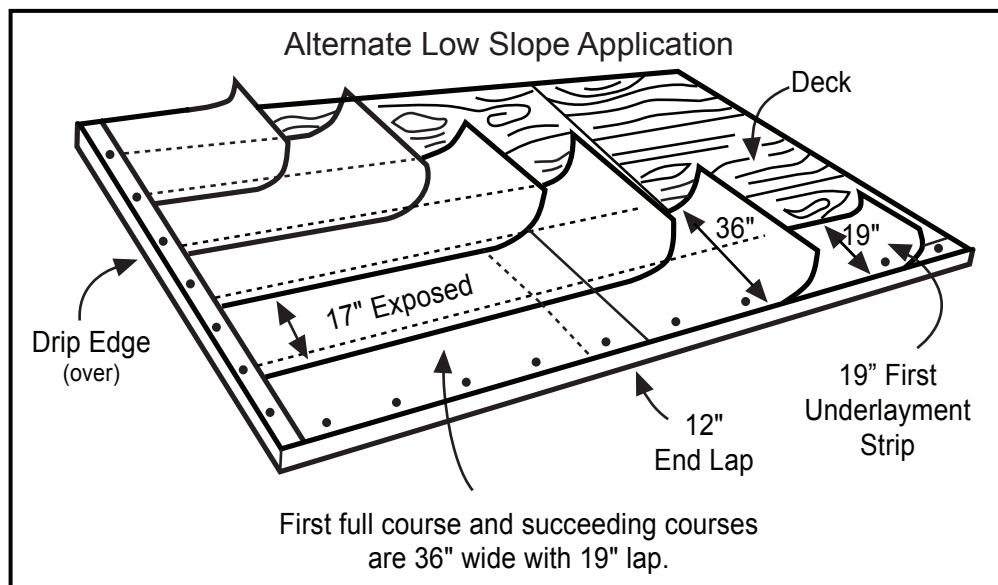 Alternate Low Slope Application
Deck
36"
19"
17" Exposed
Drip Edge
(over)
19” First
Underlayment
Strip
12"
End Lap
First full course and succeeding courses
are 36" wide with 19" lap.